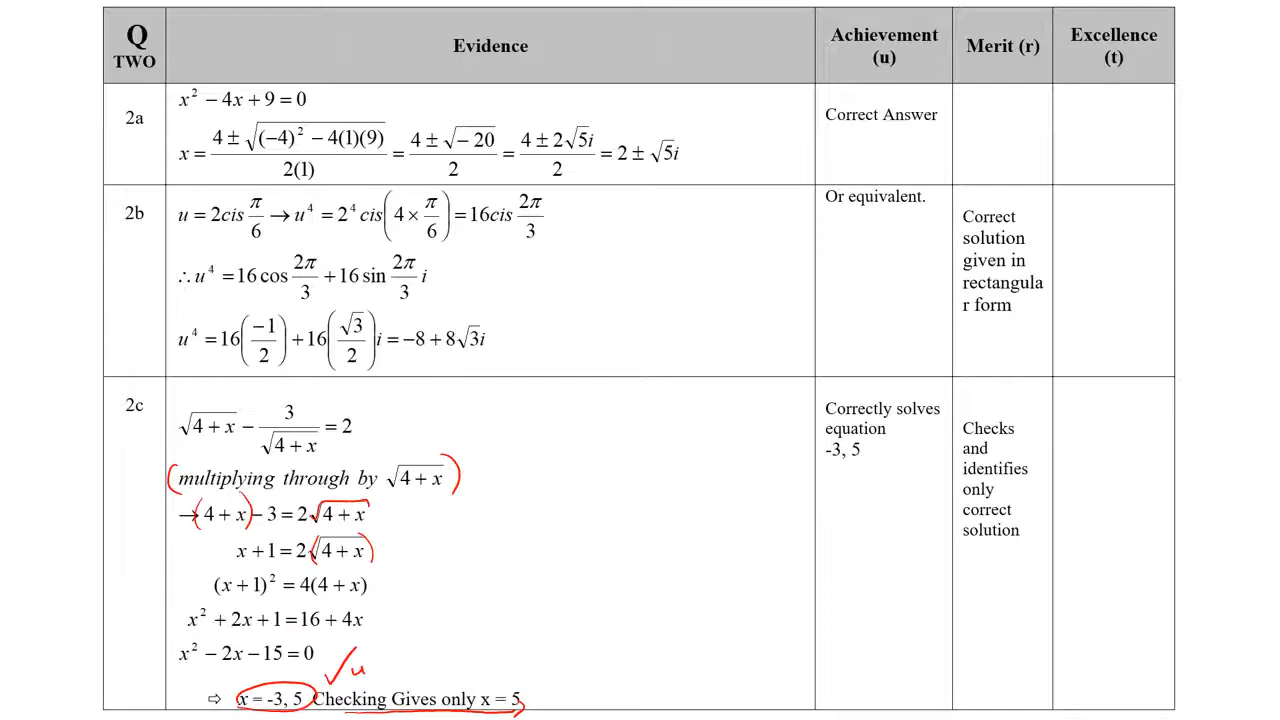 Q TWO Evidence Achievement (u) Merit (r) Excellence (t)
2a
x² − 4x + 9 = 0
x = (4 ± √((−4)² − 4(1)(9))) / 2(1) = (4 ± √−20) / 2 = (4 ± 2√5i) / 2 = 2 ± √5i
Correct Answer
2b
u = 2cis π/6 → u⁴ = 2⁴ cis(4 × π/6) = 16cis 2π/3
∴ u⁴ = 16 cos 2π/3 + 16 sin 2π/3 i
u⁴ = 16(−1/2) + 16(√3/2)i = −8 + 8√3i
Or equivalent.
Correct
solution
given in
rectangula
r form
2c
√(4 + x) − 3/√(4 + x) = 2
(multiplying through by √(4 + x))
→ (4 + x) − 3 = 2√(4 + x)
x + 1 = 2√(4 + x)
(x + 1)² = 4(4 + x)
x² + 2x + 1 = 16 + 4x
x² − 2x − 15 = 0
✓u
⇨ x = -3, 5 Checking Gives only x = 5
Correctly solves
equation
-3, 5
Checks
and
identifies
only
correct
solution